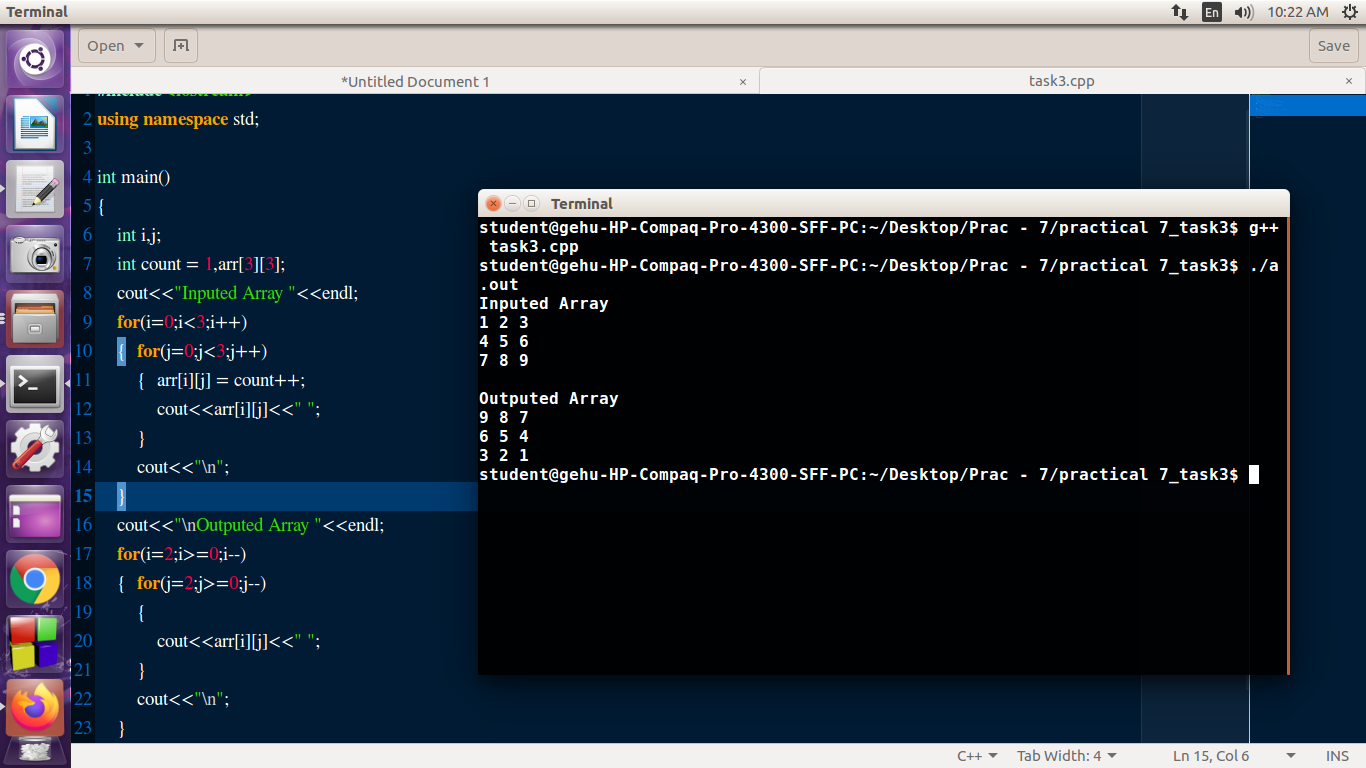 Terminal
En
10:22 AM
Open
Save
*Untitled Document 1
×
task3.cpp
×
2 using namespace std;
3
4 int main()
5 {
6 int i,j;
7 int count = 1,arr[3][3];
8 cout<<"Inputed Array "<<endl;
9 for(i=0;i<3;i++)
10 { for(j=0;j<3;j++)
11 { arr[i][j] = count++;
12 cout<<arr[i][j]<<" ";
13 }
14 cout<<"\n";
15 }
16 cout<<"\nOutputed Array "<<endl;
17 for(i=2;i>=0;i--)
18 { for(j=2;j>=0;j--)
19 {
20 cout<<arr[i][j]<<" ";
21 }
22 cout<<"\n";
23 }
Terminal
student@gehu-HP-Compaq-Pro-4300-SFF-PC:~/Desktop/Prac - 7/practical 7_task3$ g++
task3.cpp
student@gehu-HP-Compaq-Pro-4300-SFF-PC:~/Desktop/Prac - 7/practical 7_task3$ ./a
.out
Inputed Array
1 2 3
4 5 6
7 8 9
Outputed Array
9 8 7
6 5 4
3 2 1
student@gehu-HP-Compaq-Pro-4300-SFF-PC:~/Desktop/Prac - 7/practical 7_task3$
C++
Tab Width: 4
Ln 15, Col 6
INS